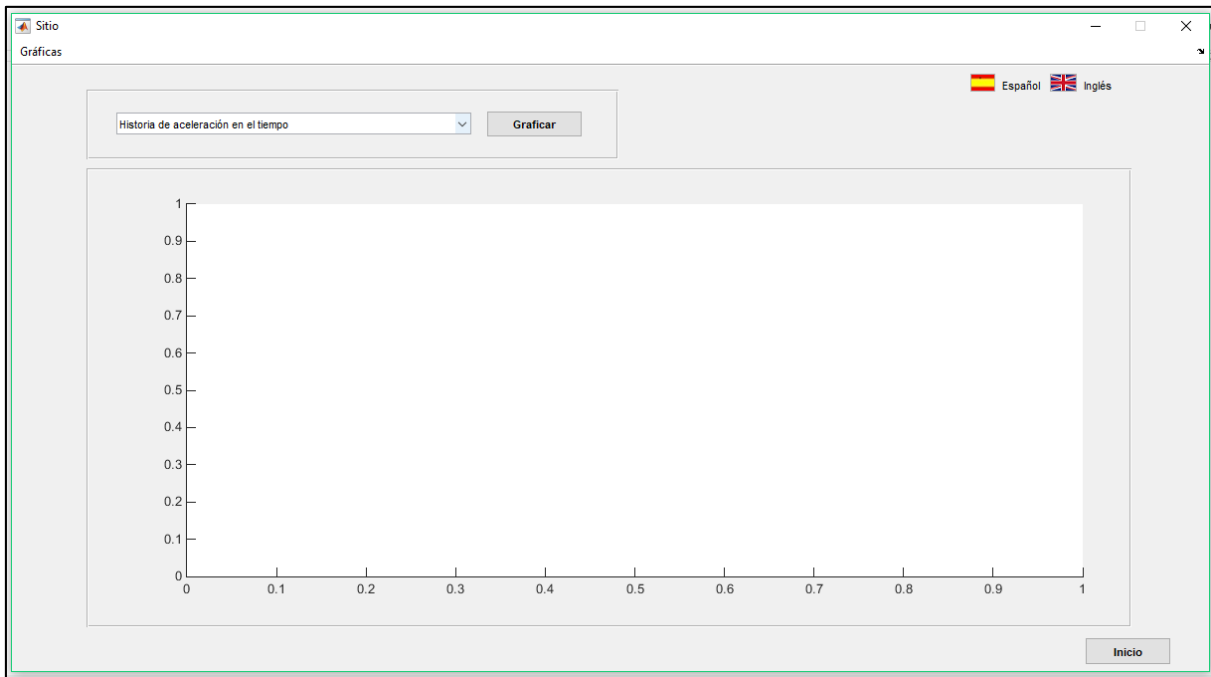 Sitio
Gráficas
Español Inglés
Historia de aceleración en el tiempo Graficar
1
0.9
0.8
0.7
0.6
0.5
0.4
0.3
0.2
0.1
0
0 0.1 0.2 0.3 0.4 0.5 0.6 0.7 0.8 0.9 1
Inicio